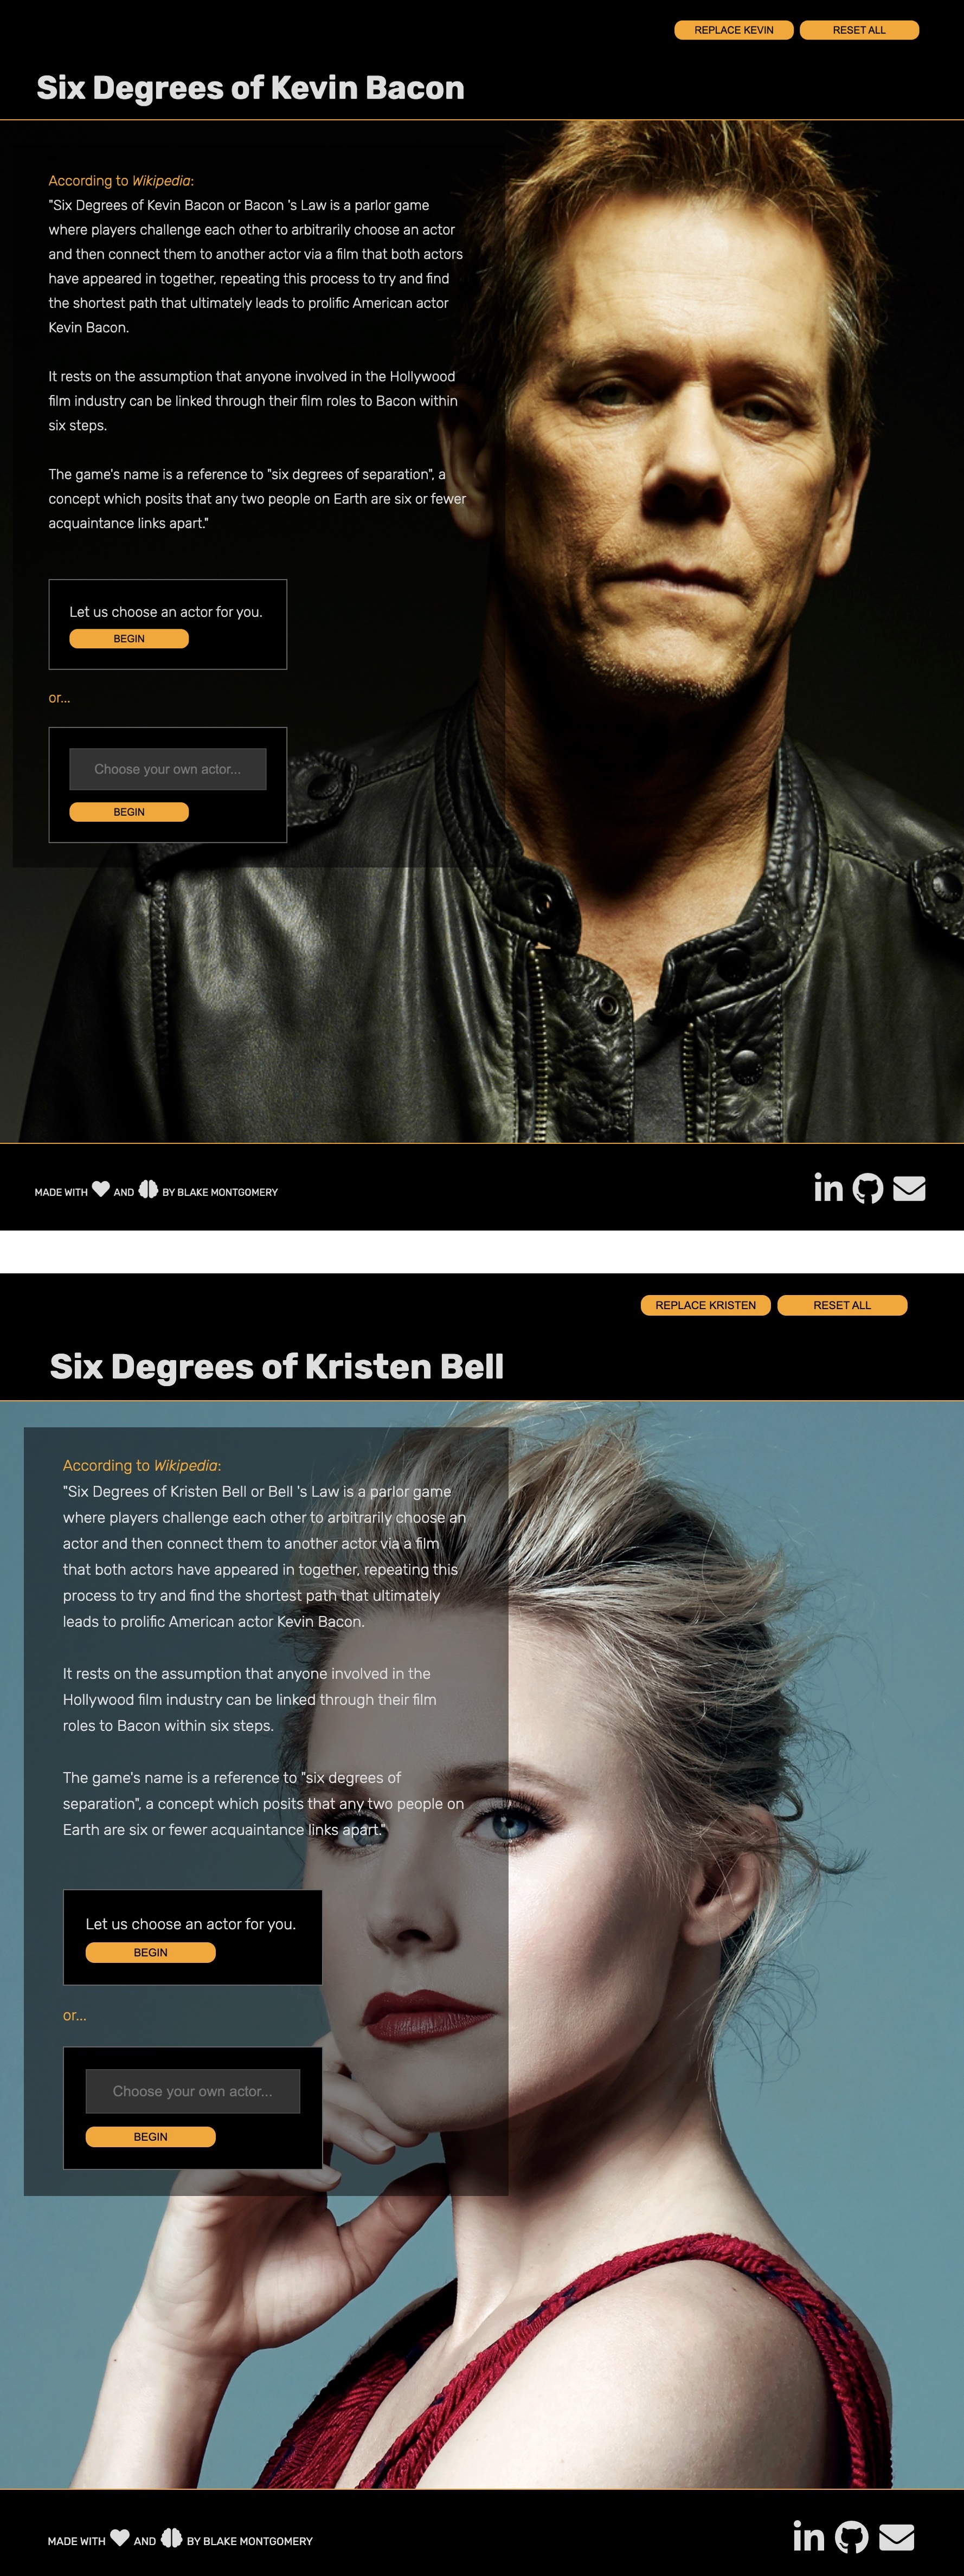 REPLACE KEVIN RESET ALL
Six Degrees of Kevin Bacon
According to Wikipedia:
"Six Degrees of Kevin Bacon or Bacon 's Law is a parlor game
where players challenge each other to arbitrarily choose an actor
and then connect them to another actor via a film that both actors
have appeared in together, repeating this process to try and find
the shortest path that ultimately leads to prolific American actor
Kevin Bacon.
It rests on the assumption that anyone involved in the Hollywood
film industry can be linked through their film roles to Bacon within
six steps.
The game's name is a reference to "six degrees of separation", a
concept which posits that any two people on Earth are six or fewer
acquaintance links apart."
Let us choose an actor for you.
BEGIN
or...
Choose your own actor...
BEGIN
MADE WITH AND BY BLAKE MONTGOMERY
in
REPLACE KRISTEN RESET ALL
Six Degrees of Kristen Bell
According to Wikipedia:
"Six Degrees of Kristen Bell or Bell 's Law is a parlor game
where players challenge each other to arbitrarily choose an
actor and then connect them to another actor via a film
that both actors have appeared in together, repeating this
process to try and find the shortest path that ultimately
leads to prolific American actor Kevin Bacon.
It rests on the assumption that anyone involved in the
Hollywood film industry can be linked through their film
roles to Bacon within six steps.
The game's name is a reference to "six degrees of
separation", a concept which posits that any two people on
Earth are six or fewer acquaintance links apart."
Let us choose an actor for you.
BEGIN
or...
Choose your own actor...
BEGIN
MADE WITH AND BY BLAKE MONTGOMERY
in